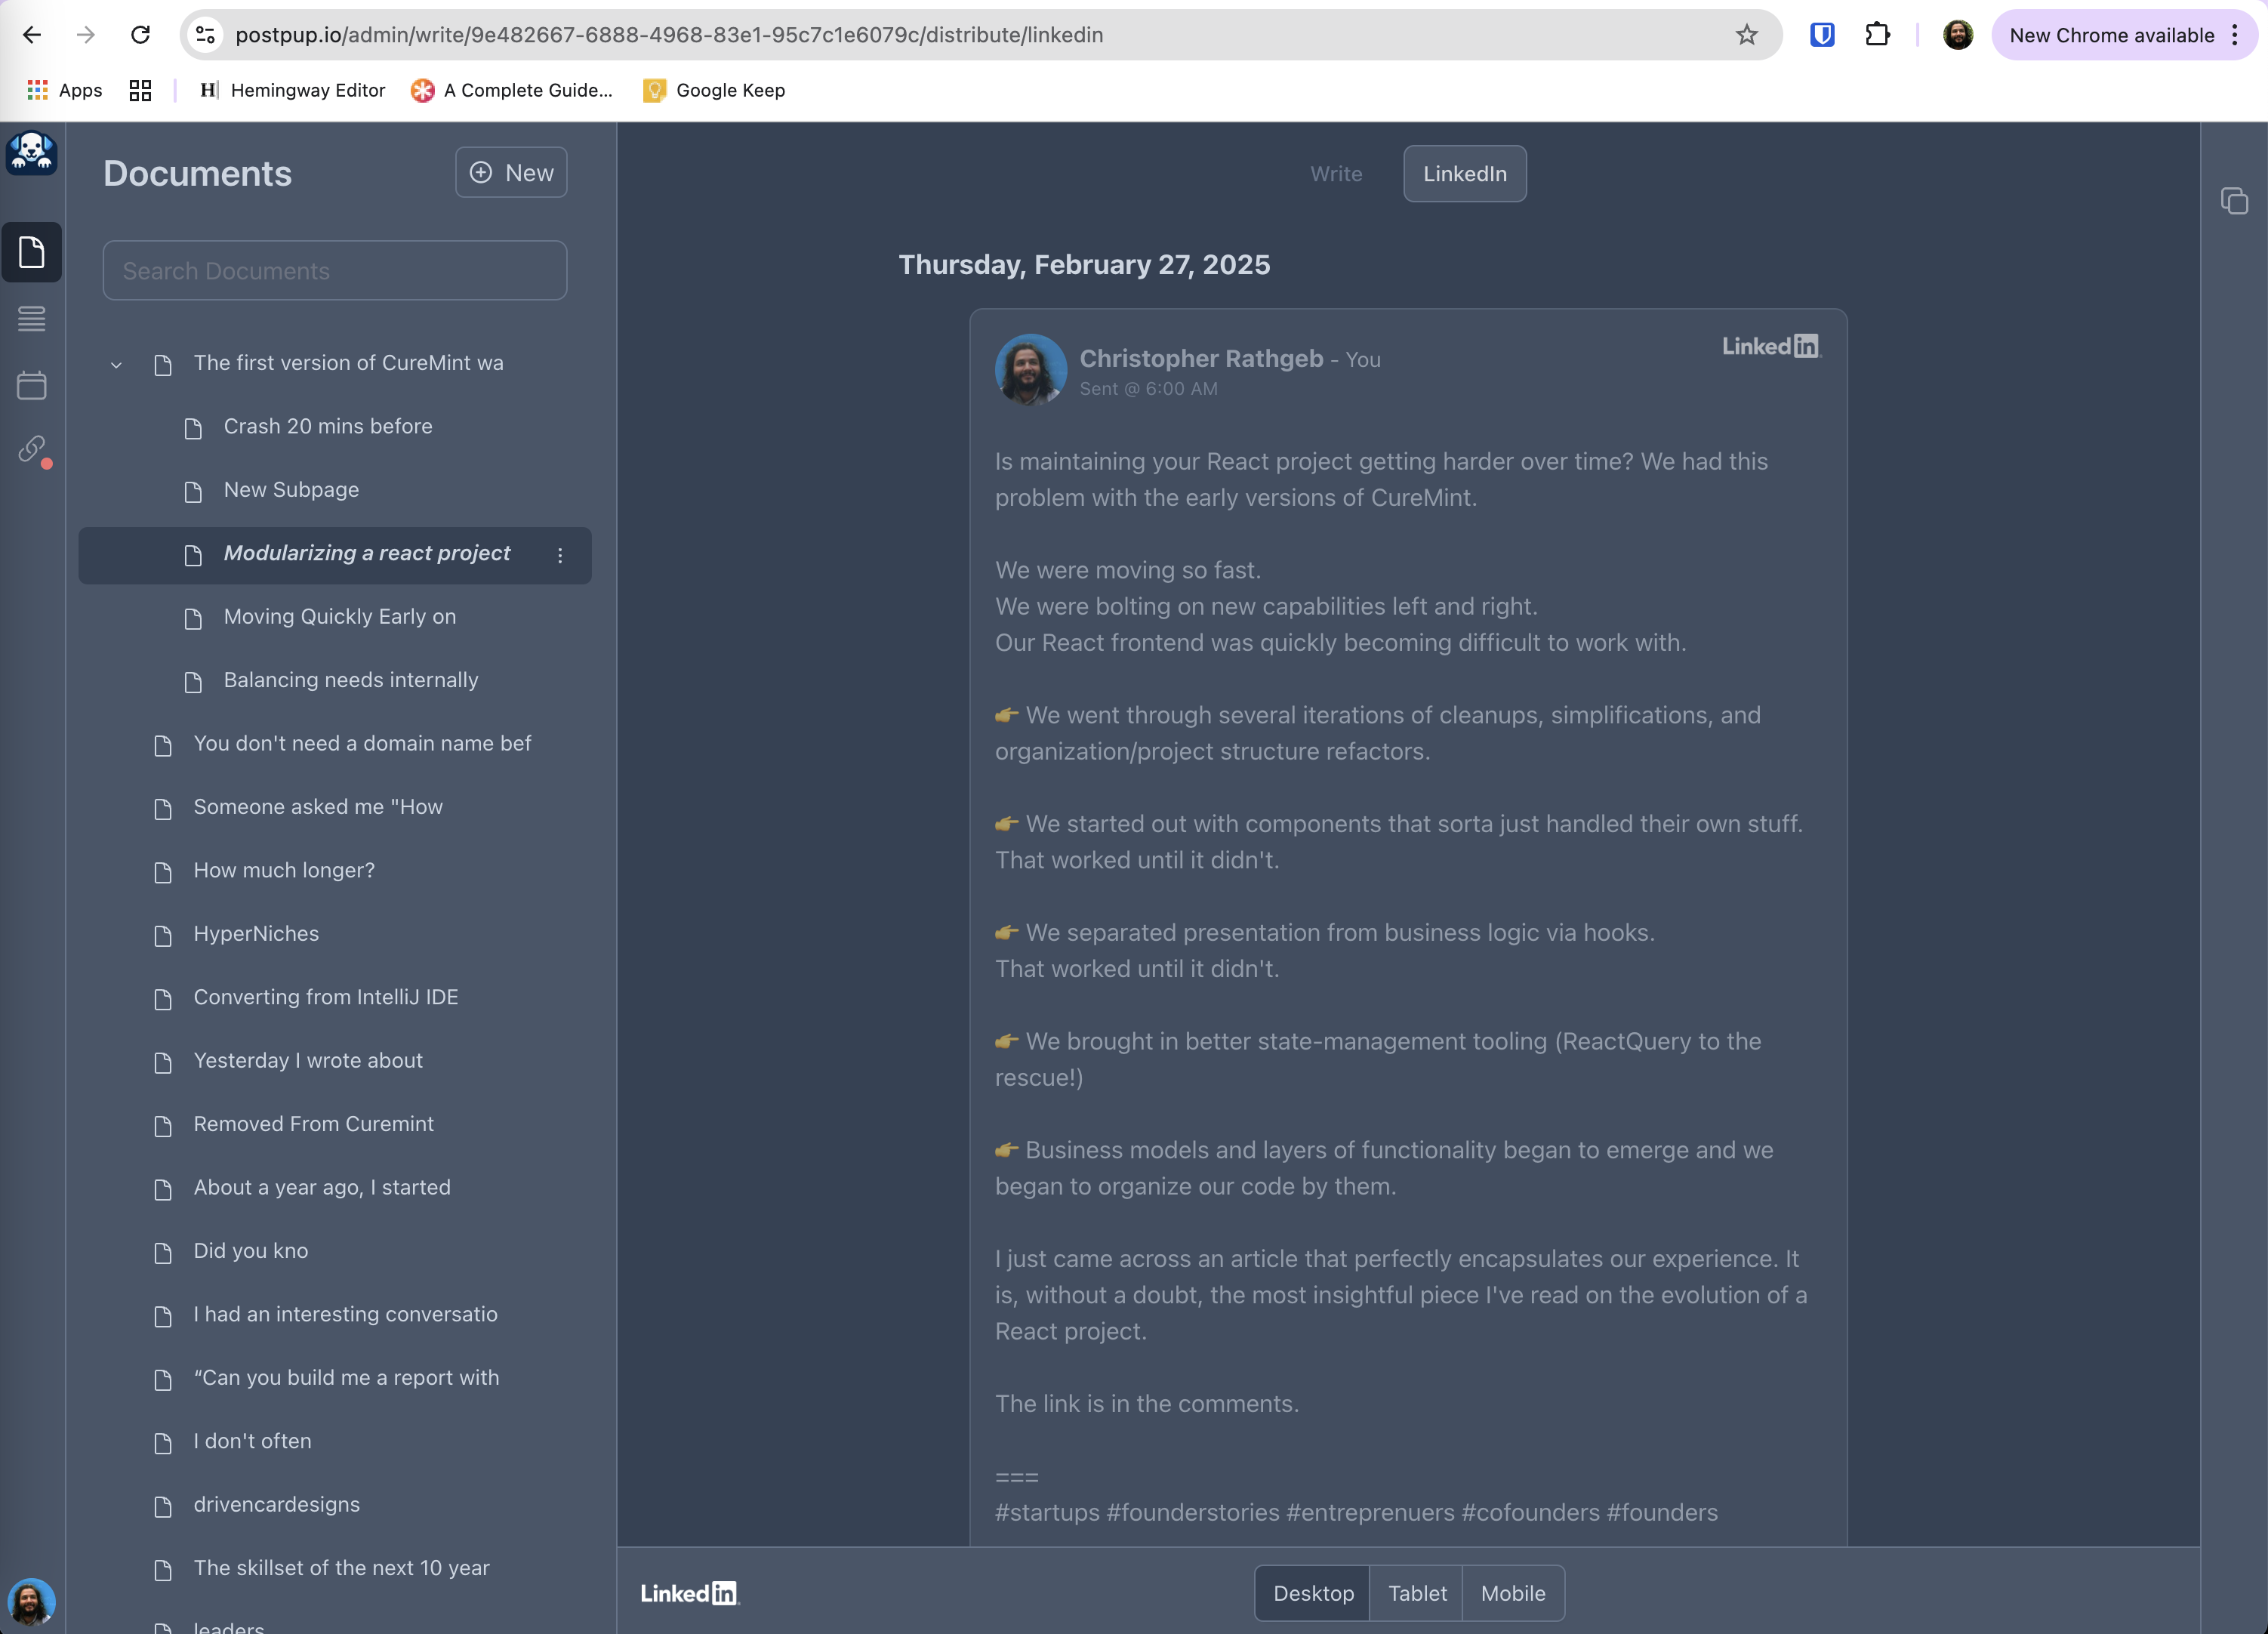 postpup.io/admin/write/9e482667-6888-4968-83e1-95c7c1e6079c/distribute/linkedin
New Chrome available
Apps
Hemingway Editor
A Complete Guide...
Google Keep
Documents
New
Search Documents
The first version of CureMint wa
Crash 20 mins before
New Subpage
Modularizing a react project
Moving Quickly Early on
Balancing needs internally
You don't need a domain name bef
Someone asked me "How
How much longer?
HyperNiches
Converting from IntelliJ IDE
Yesterday I wrote about
Removed From Curemint
About a year ago, I started
Did you kno
I had an interesting conversatio
“Can you build me a report with
I don't often
drivencardesigns
The skillset of the next 10 year
leaders
Write
LinkedIn
Thursday, February 27, 2025
Christopher Rathgeb - You
LinkedIn
Sent @ 6:00 AM
Is maintaining your React project getting harder over time? We had this
problem with the early versions of CureMint.
We were moving so fast.
We were bolting on new capabilities left and right.
Our React frontend was quickly becoming difficult to work with.
👉 We went through several iterations of cleanups, simplifications, and
organization/project structure refactors.
👉 We started out with components that sorta just handled their own stuff.
That worked until it didn't.
👉 We separated presentation from business logic via hooks.
That worked until it didn't.
👉 We brought in better state-management tooling (ReactQuery to the
rescue!)
👉 Business models and layers of functionality began to emerge and we
began to organize our code by them.
I just came across an article that perfectly encapsulates our experience. It
is, without a doubt, the most insightful piece I've read on the evolution of a
React project.
The link is in the comments.
===
#startups #founderstories #entreprenuers #cofounders #founders
LinkedIn
Desktop
Tablet
Mobile